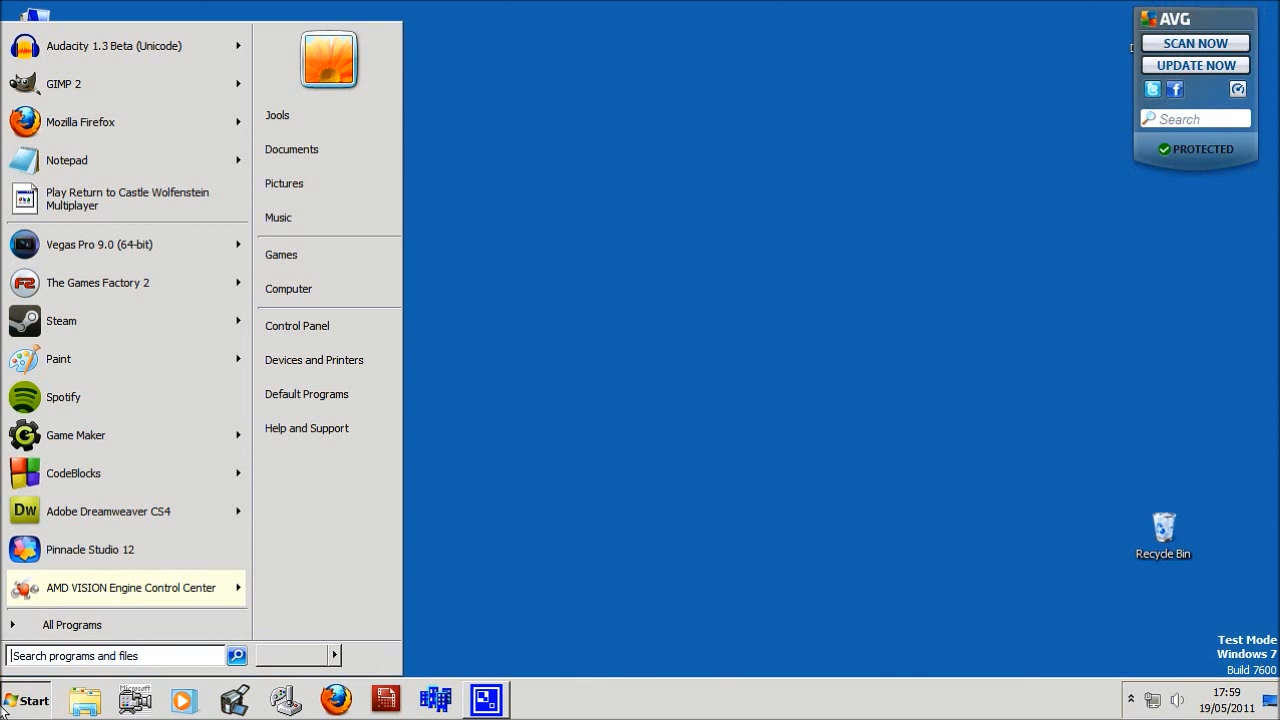 Audacity 1.3 Beta (Unicode)
GIMP 2
Mozilla Firefox
Notepad
Play Return to Castle Wolfenstein
Multiplayer
Vegas Pro 9.0 (64-bit)
The Games Factory 2
Steam
Paint
Spotify
Game Maker
CodeBlocks
Dw
Adobe Dreamweaver CS4
Pinnacle Studio 12
AMD VISION Engine Control Center
All Programs
Search programs and files
Jools
Documents
Pictures
Music
Games
Computer
Control Panel
Devices and Printers
Default Programs
Help and Support
AVG
SCAN NOW
UPDATE NOW
Search
PROTECTED
Recycle Bin
Test Mode
Windows 7
Build 7600
Start
17:59
19/05/2011